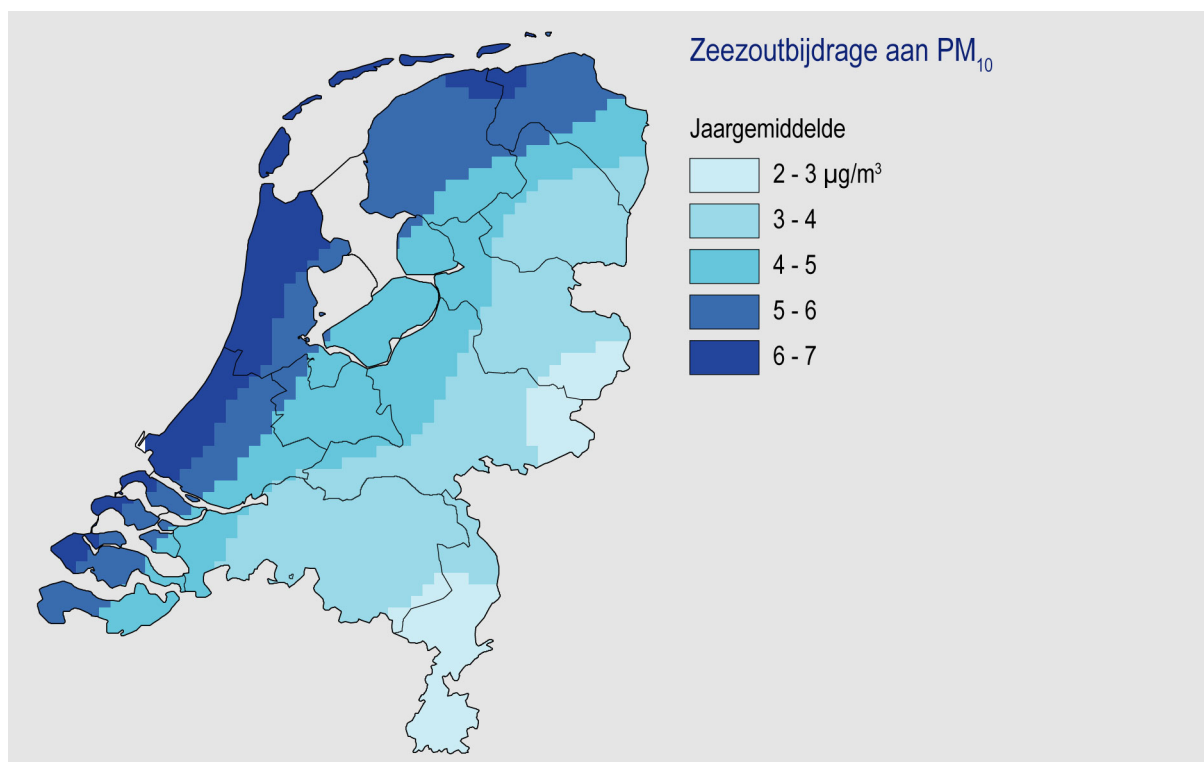 Zeezoutbijdrage aan PM10
Jaargemiddelde
2 - 3 µg/m³
3 - 4
4 - 5
5 - 6
6 - 7